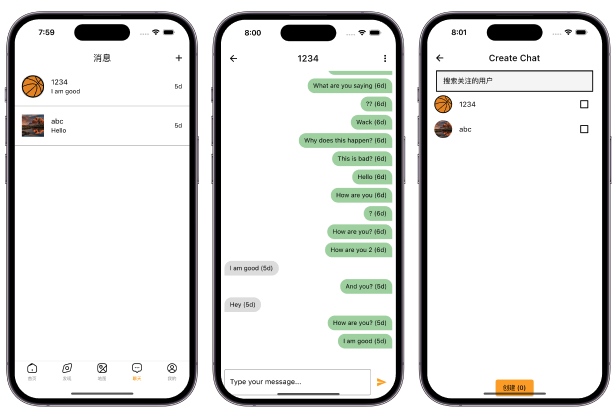 7:59
消息
1234
I am good
5d
abc
Hello
5d
首页
发现
地图
我的
8:00
1234
What are you saying (6d)
?? (6d)
Wack (6d)
Why does this happen? (6d)
This is bad? (6d)
Hello (6d)
How are you (6d)
? (6d)
How are you? (6d)
How are you 2 (6d)
I am good (5d)
And you? (5d)
Hey (5d)
How are you? (5d)
I am good (5d)
Type your message...
8:01
Create Chat
搜索关注的用户
1234
abc
创建 (0)